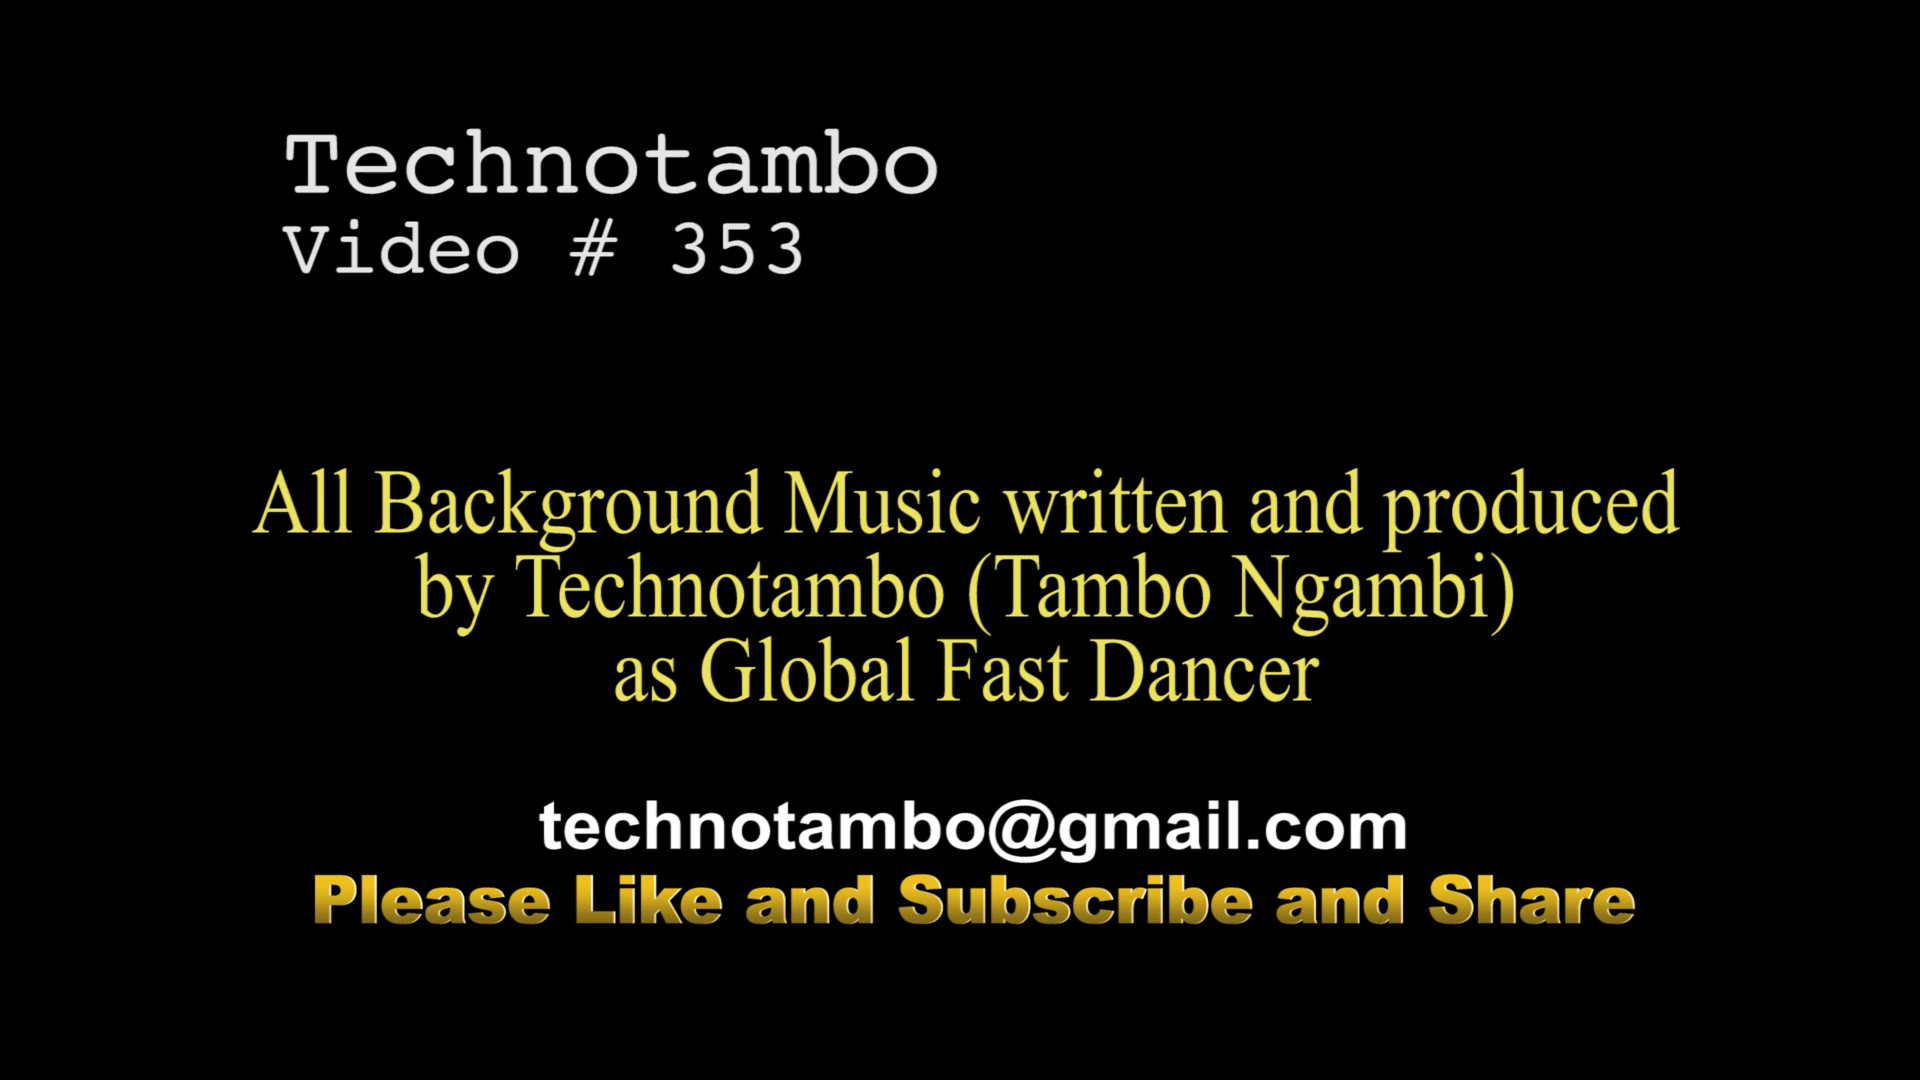 Technotambo
Video # 353
All Background Music written and produced
by Technotambo (Tambo Ngambi)
as Global Fast Dancer
technotambo@gmail.com
Please Like and Subscribe and Share